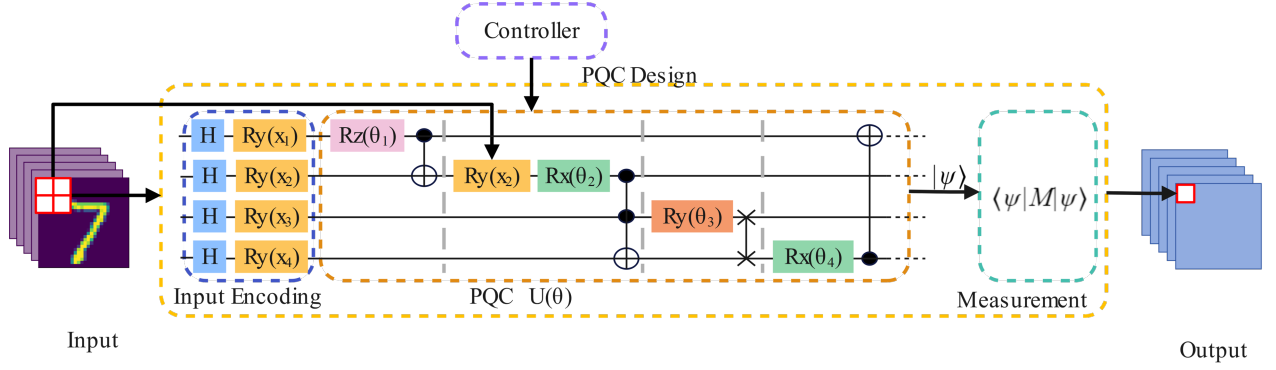 Controller
PQC Design
H Ry(x₁) Rz(θ₁)
H Ry(x₂) Ry(x₂) Rx(θ₂) |ψ⟩
H Ry(x₃) Ry(θ₃) ⟨ψ|M|ψ⟩
H Ry(x₄) Rx(θ₄)
Input Encoding PQC U(θ) Measurement
Input Output